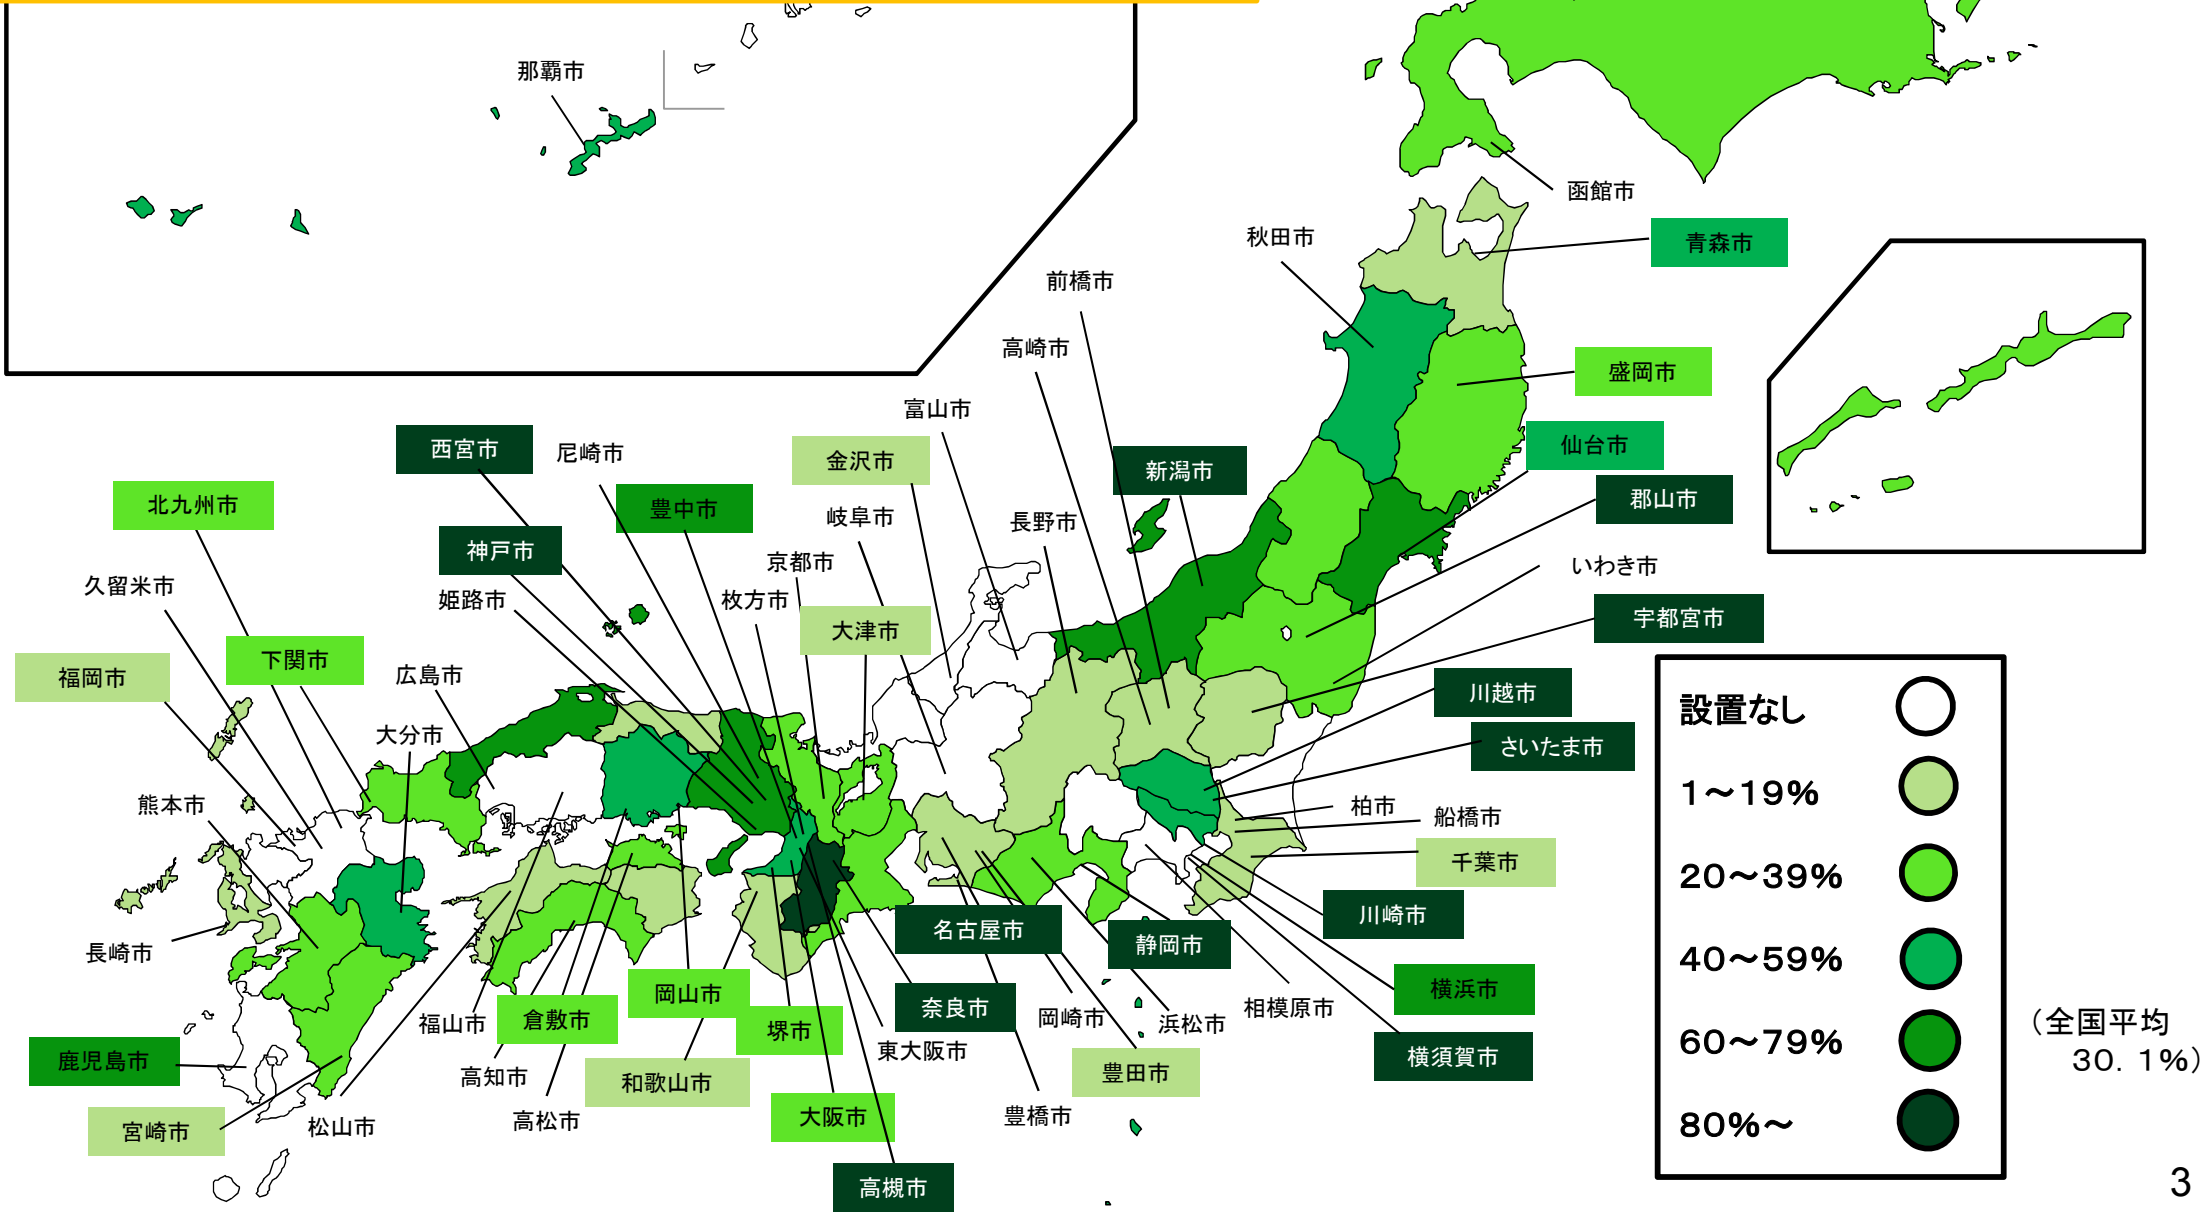 那覇市
函館市
秋田市
青森市
前橋市
高崎市
盛岡市
富山市
西宮市
尼崎市
金沢市
仙台市
新潟市
北九州市
豊中市
岐阜市
長野市
郡山市
神戸市
京都市
いわき市
久留米市
姫路市
枚方市
大津市
宇都宮市
福岡市
下関市
広島市
川越市
大分市
さいたま市
熊本市
柏市
船橋市
千葉市
長崎市
名古屋市
静岡市
川崎市
福山市
倉敷市
岡山市
堺市
奈良市
東大阪市
岡崎市
浜松市
相模原市
横浜市
鹿児島市
高知市
和歌山市
豊田市
横須賀市
宮崎市
松山市
高松市
大阪市
豊橋市
高槻市
設置なし
1~19%
20~39%
40~59%
60~79%
80%~
(全国平均
30.1%)
3